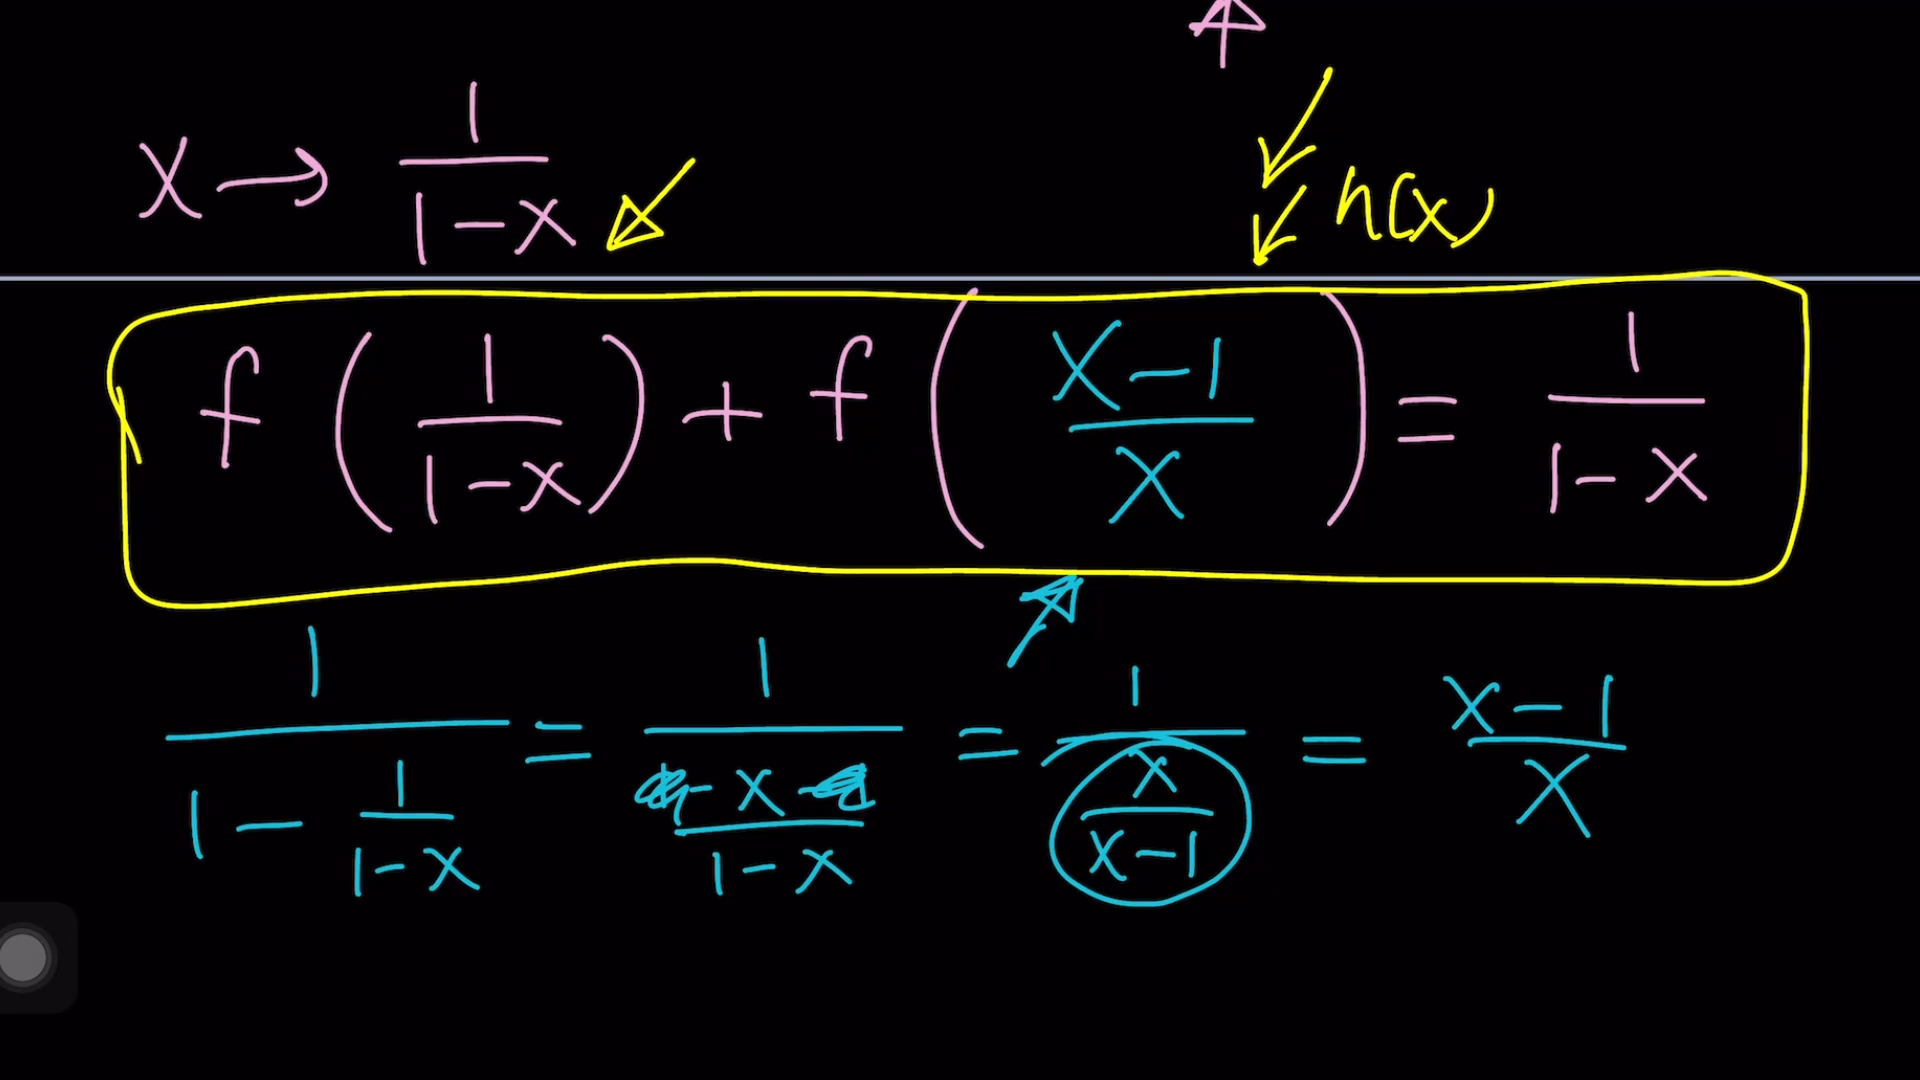 x → 1/(1-x)
h(x)
f(1/(1-x)) + f((x-1)/x) = 1/(1-x)
1/(1 - 1/(1-x)) = 1/(-x/(1-x)) = 1/(x/(x-1)) = (x-1)/x